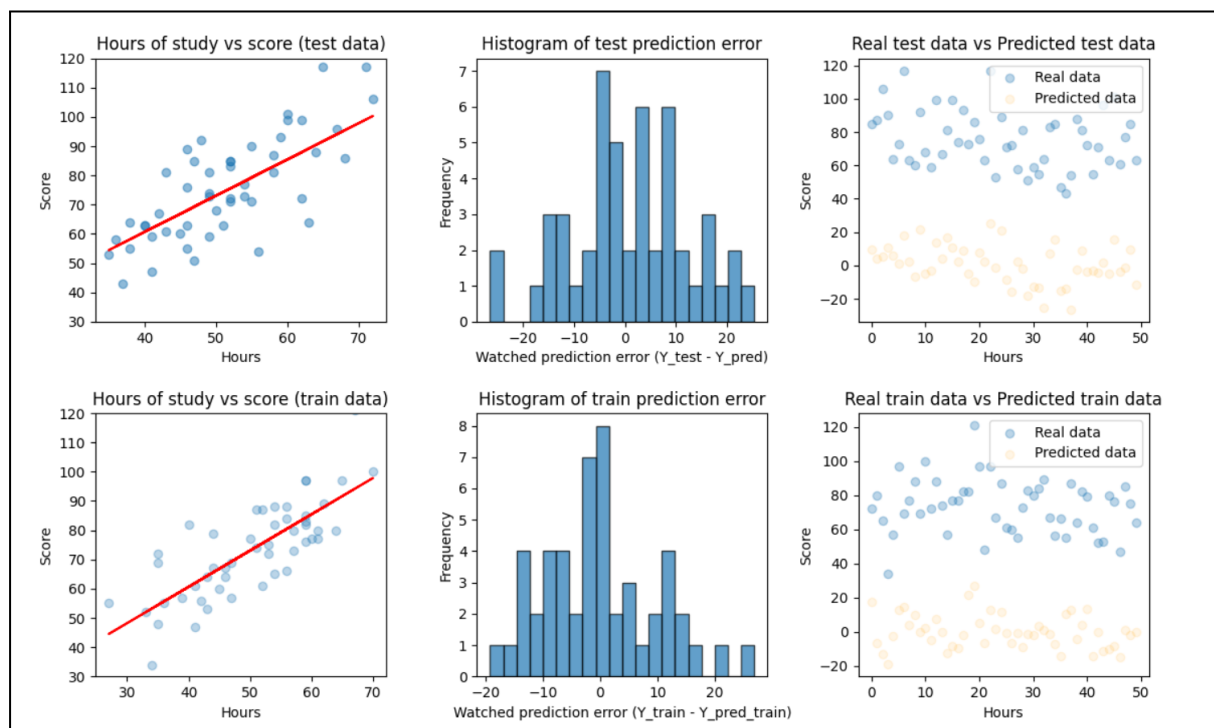 Hours of study vs score (test data)
120
110
100
90
80
70
60
50
40
30
Score
40 50 60 70
Hours
Histogram of test prediction error
7
6
5
4
3
2
1
0
Frequency
−20 −10 0 10 20
Watched prediction error (Y_test - Y_pred)
Real test data vs Predicted test data
Real data
Predicted data
120
100
80
60
40
20
0
−20
Score
0 10 20 30 40 50
Hours
Hours of study vs score (train data)
120
110
100
90
80
70
60
50
40
30
Score
30 40 50 60 70
Hours
Histogram of train prediction error
8
7
6
5
4
3
2
1
0
Frequency
−20 −10 0 10 20
Watched prediction error (Y_train - Y_pred_train)
Real train data vs Predicted train data
Real data
Predicted data
120
100
80
60
40
20
0
−20
Score
0 10 20 30 40 50
Hours